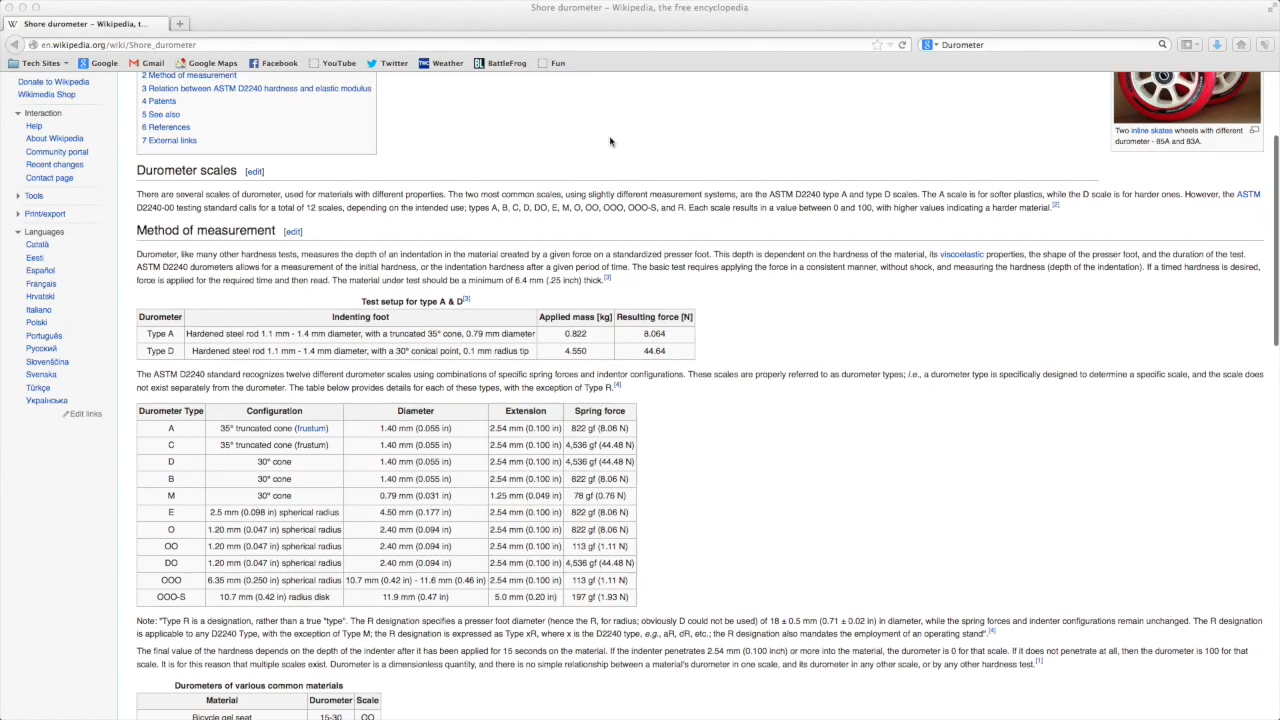 Shore durometer – Wikipedia, the free encyclopedia
W Shore durometer – Wikipedia, t...
+
en.wikipedia.org/wiki/Shore_durometer
Durometer
Tech Sites
Google
Gmail
Google Maps
Facebook
YouTube
Twitter
Weather
BattleFrog
Fun
Donate to Wikipedia
Wikimedia Shop
Interaction
Help
About Wikipedia
Community portal
Recent changes
Contact page
Tools
Print/export
Languages
Català
Eesti
Español
Français
Hrvatski
Italiano
Polski
Português
Русский
Slovenščina
Svenska
Türkçe
Українська
Edit links
2 Method of measurement
3 Relation between ASTM D2240 hardness and elastic modulus
4 Patents
5 See also
6 References
7 External links
Two inline skates wheels with different
durometer - 85A and 83A.
Durometer scales [edit]
There are several scales of durometer, used for materials with different properties. The two most common scales, using slightly different measurement systems, are the ASTM D2240 type A and type D scales. The A scale is for softer plastics, while the D scale is for harder ones. However, the ASTM
D2240-00 testing standard calls for a total of 12 scales, depending on the intended use; types A, B, C, D, DO, E, M, O, OO, OOO, OOO-S, and R. Each scale results in a value between 0 and 100, with higher values indicating a harder material.[2]
Method of measurement [edit]
Durometer, like many other hardness tests, measures the depth of an indentation in the material created by a given force on a standardized presser foot. This depth is dependent on the hardness of the material, its viscoelastic properties, the shape of the presser foot, and the duration of the test.
ASTM D2240 durometers allows for a measurement of the initial hardness, or the indentation hardness after a given period of time. The basic test requires applying the force in a consistent manner, without shock, and measuring the hardness (depth of the indentation). If a timed hardness is desired,
force is applied for the required time and then read. The material under test should be a minimum of 6.4 mm (.25 inch) thick.[3]
Test setup for type A & D[3]
Durometer Indenting foot Applied mass [kg] Resulting force [N]
Type A Hardened steel rod 1.1 mm - 1.4 mm diameter, with a truncated 35° cone, 0.79 mm diameter 0.822 8.064
Type D Hardened steel rod 1.1 mm - 1.4 mm diameter, with a 30° conical point, 0.1 mm radius tip 4.550 44.64
The ASTM D2240 standard recognizes twelve different durometer scales using combinations of specific spring forces and indentor configurations. These scales are properly referred to as durometer types; i.e., a durometer type is specifically designed to determine a specific scale, and the scale does
not exist separately from the durometer. The table below provides details for each of these types, with the exception of Type R.[4]
Durometer Type Configuration Diameter Extension Spring force
A 35° truncated cone (frustum) 1.40 mm (0.055 in) 2.54 mm (0.100 in) 822 gf (8.06 N)
C 35° truncated cone (frustum) 1.40 mm (0.055 in) 2.54 mm (0.100 in) 4,536 gf (44.48 N)
D 30° cone 1.40 mm (0.055 in) 2.54 mm (0.100 in) 4,536 gf (44.48 N)
B 30° cone 1.40 mm (0.055 in) 2.54 mm (0.100 in) 822 gf (8.06 N)
M 30° cone 0.79 mm (0.031 in) 1.25 mm (0.049 in) 78 gf (0.76 N)
E 2.5 mm (0.098 in) spherical radius 4.50 mm (0.177 in) 2.54 mm (0.100 in) 822 gf (8.06 N)
O 1.20 mm (0.047 in) spherical radius 2.40 mm (0.094 in) 2.54 mm (0.100 in) 822 gf (8.06 N)
OO 1.20 mm (0.047 in) spherical radius 2.40 mm (0.094 in) 2.54 mm (0.100 in) 113 gf (1.11 N)
DO 1.20 mm (0.047 in) spherical radius 2.40 mm (0.094 in) 2.54 mm (0.100 in) 4,536 gf (44.48 N)
OOO 6.35 mm (0.250 in) spherical radius 10.7 mm (0.42 in) - 11.6 mm (0.46 in) 2.54 mm (0.100 in) 113 gf (1.11 N)
OOO-S 10.7 mm (0.42 in) radius disk 11.9 mm (0.47 in) 5.0 mm (0.20 in) 197 gf (1.93 N)
Note: "Type R is a designation, rather than a true "type". The R designation specifies a presser foot diameter (hence the R, for radius; obviously D could not be used) of 18 ± 0.5 mm (0.71 ± 0.02 in) in diameter, while the spring forces and indenter configurations remain unchanged. The R designation
is applicable to any D2240 Type, with the exception of Type M; the R designation is expressed as Type xR, where x is the D2240 type, e.g., aR, dR, etc.; the R designation also mandates the employment of an operating stand".[4]
The final value of the hardness depends on the depth of the indenter after it has been applied for 15 seconds on the material. If the indenter penetrates 2.54 mm (0.100 inch) or more into the material, the durometer is 0 for that scale. If it does not penetrate at all, then the durometer is 100 for that
scale. It is for this reason that multiple scales exist. Durometer is a dimensionless quantity, and there is no simple relationship between a material's durometer in one scale, and its durometer in any other scale, or by any other hardness test.[1]
Durometers of various common materials
Material Durometer Scale
Bicycle gel seat 15-30 OO